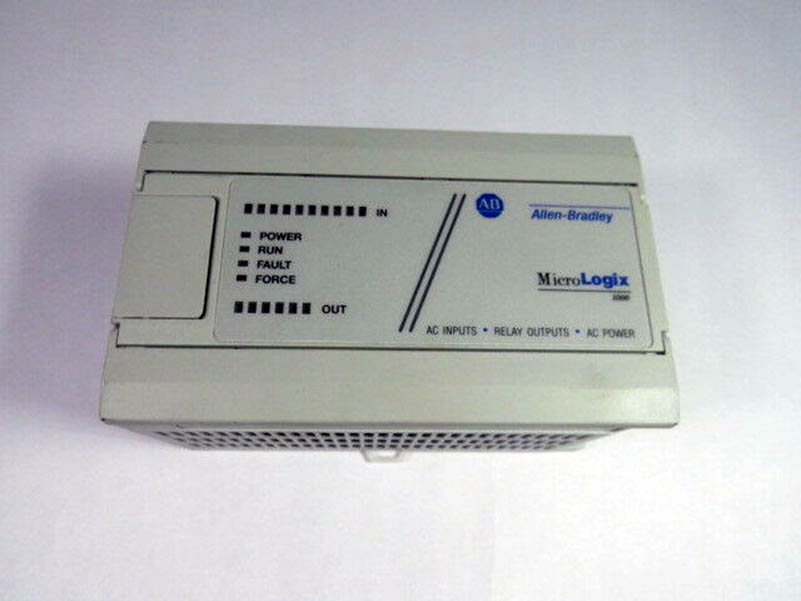 IN
POWER
RUN
FAULT
FORCE
OUT
AB
Allen-Bradley
MicroLogix
1000
AC INPUTS • RELAY OUTPUTS • AC POWER